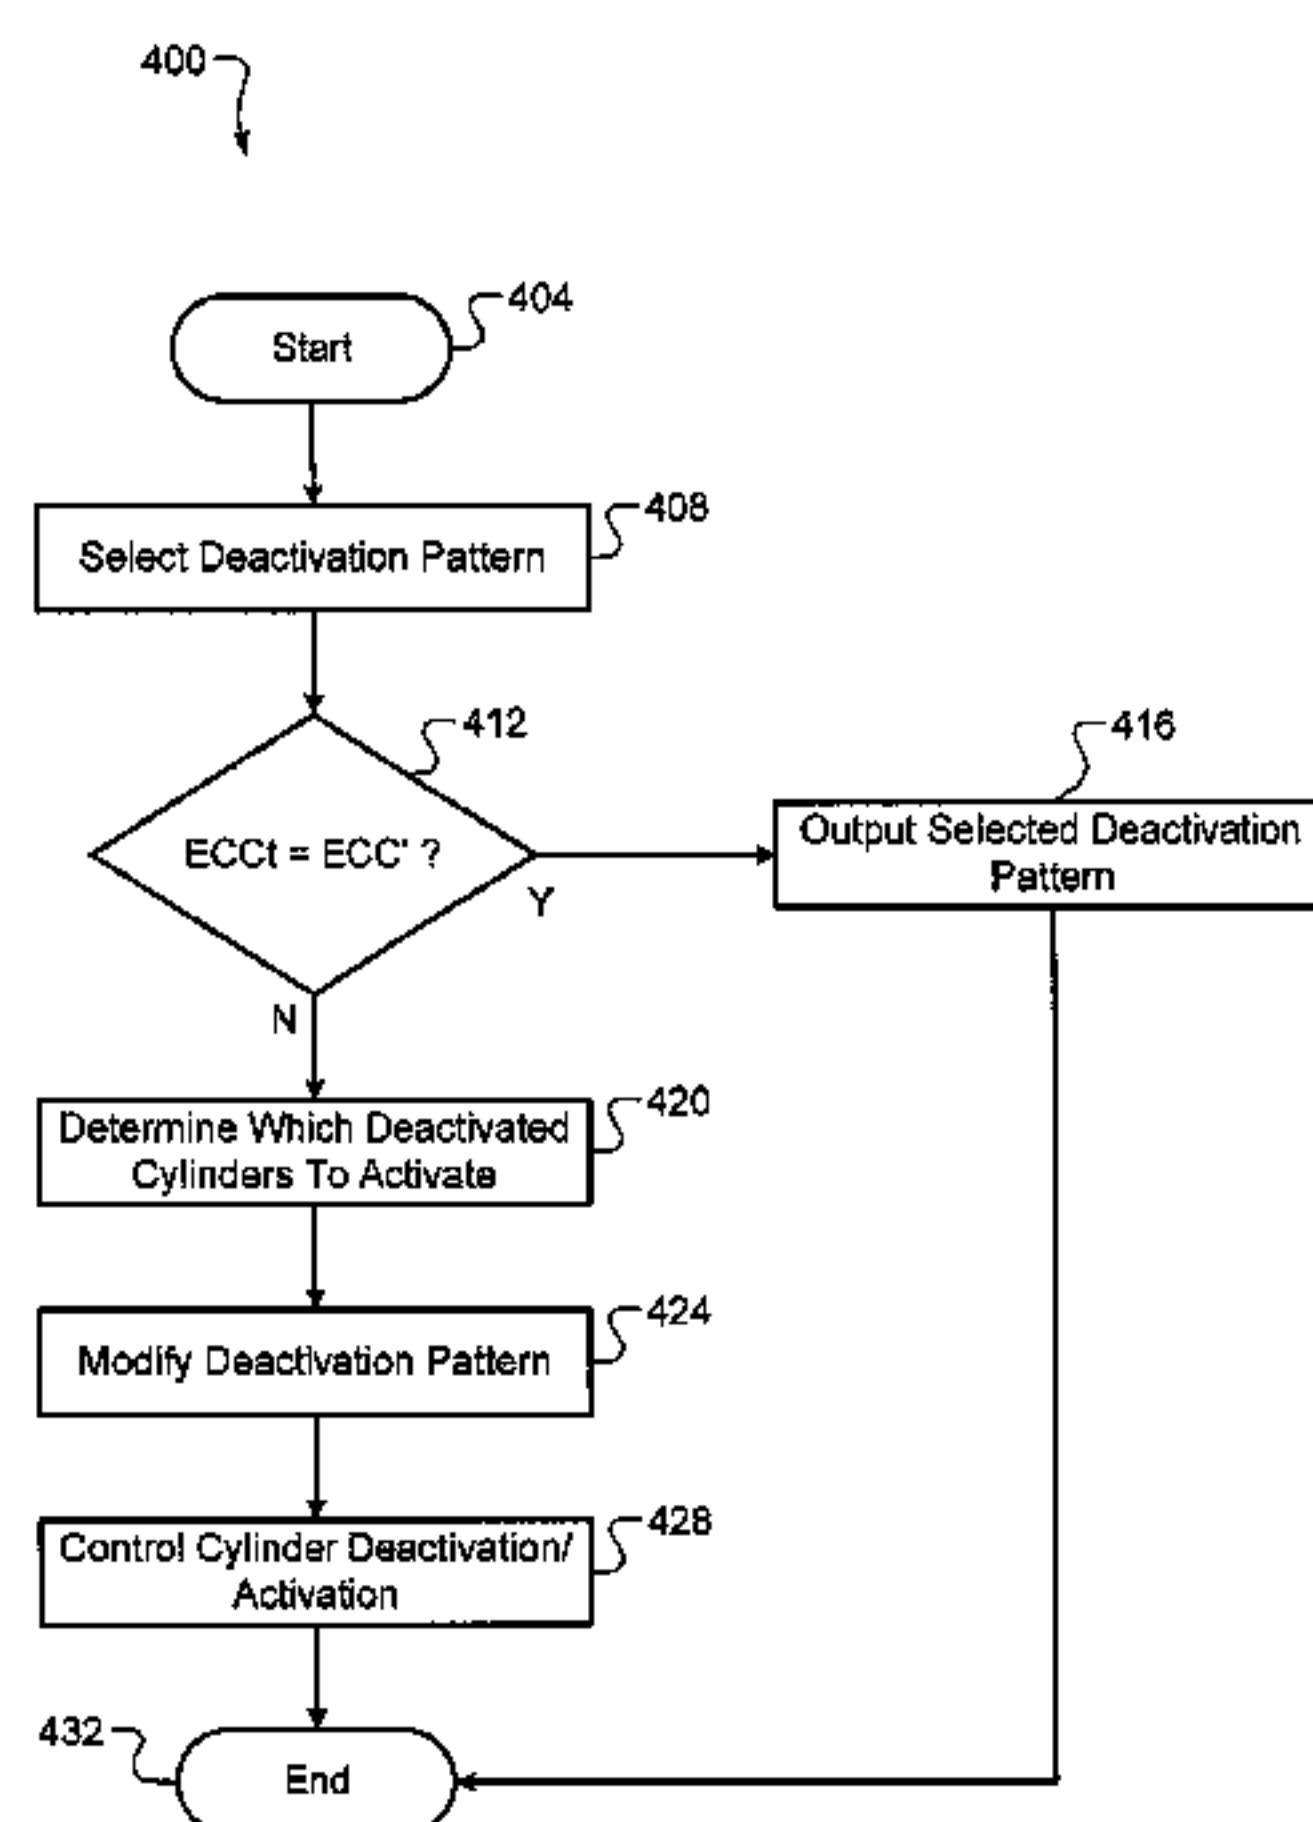 400
404
Start
408
Select Deactivation Pattern
412
416
ECCt = ECC' ?
Output Selected Deactivation
Pattern
Y
N
420
Determine Which Deactivated
Cylinders To Activate
424
Modify Deactivation Pattern
428
Control Cylinder Deactivation/
Activation
432
End